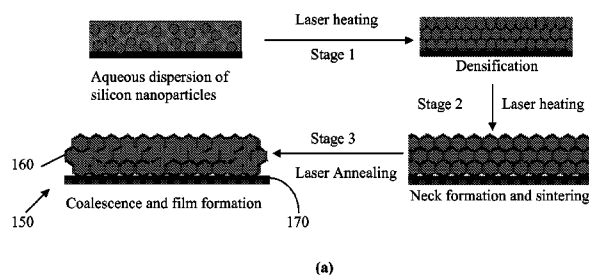 Laser heating
Stage 1
Aqueous dispersion of
silicon nanoparticles
Densification
Stage 2
Laser heating
160
Stage 3
Laser Annealing
150
Coalescence and film formation
170
Neck formation and sintering
(a)